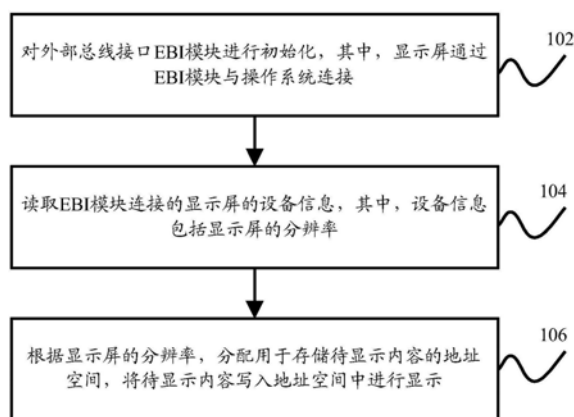 对外部总线接口EBI模块进行初始化，其中，显示屏通过
EBI模块与操作系统连接
102
读取EBI模块连接的显示屏的设备信息，其中，设备信息
包括显示屏的分辨率
104
根据显示屏的分辨率，分配用于存储待显示内容的地址
空间，将待显示内容写入地址空间中进行显示
106